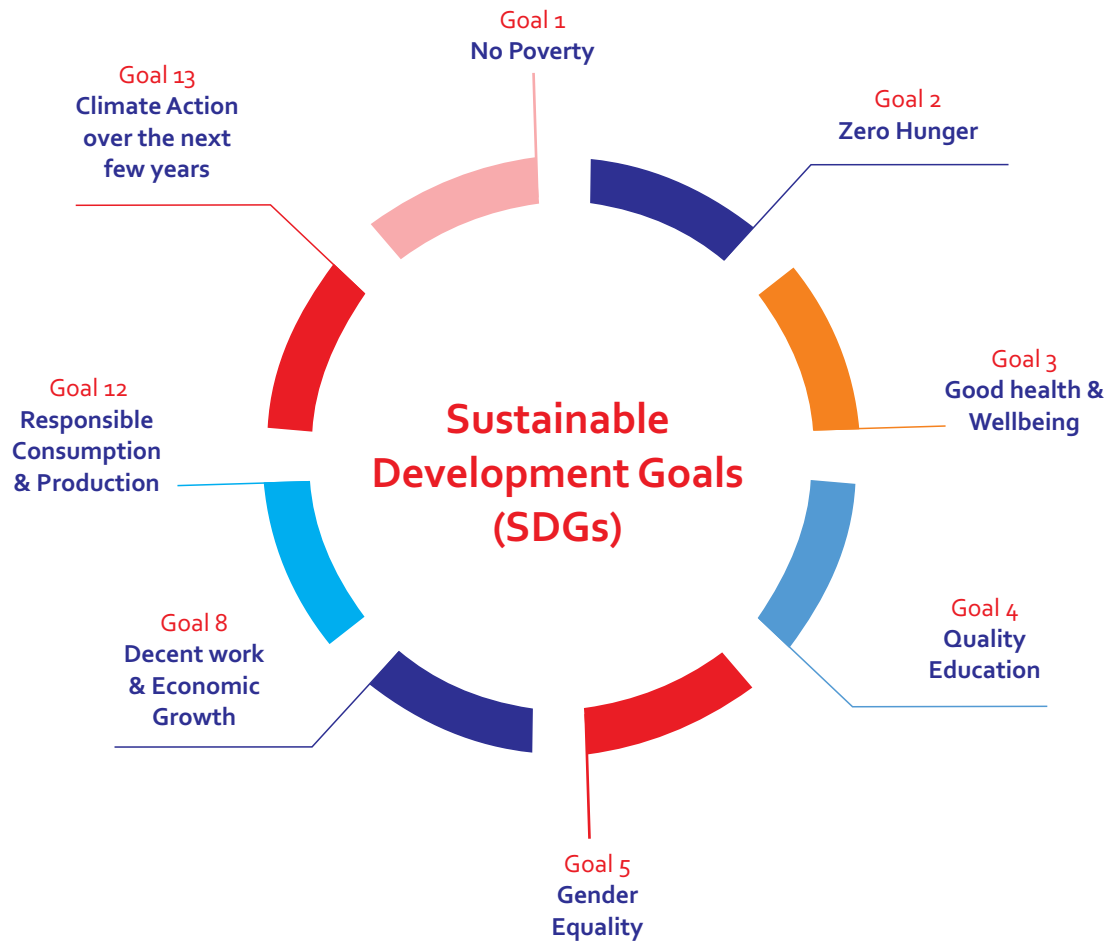 Goal 1
No Poverty
Goal 2
Zero Hunger
Goal 3
Good health &
Wellbeing
Goal 4
Quality
Education
Goal 5
Gender
Equality
Goal 8
Decent work
& Economic
Growth
Goal 12
Responsible
Consumption
& Production
Goal 13
Climate Action
over the next
few years
Sustainable
Development Goals
(SDGs)